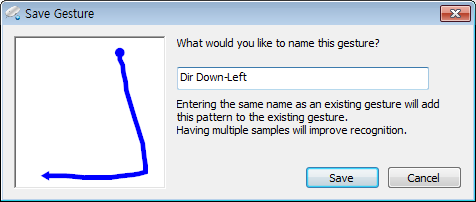 Save Gesture
What would you like to name this gesture?
Dir Down-Left
Entering the same name as an existing gesture will add
this pattern to the existing gesture.
Having multiple samples will improve recognition.
Save
Cancel